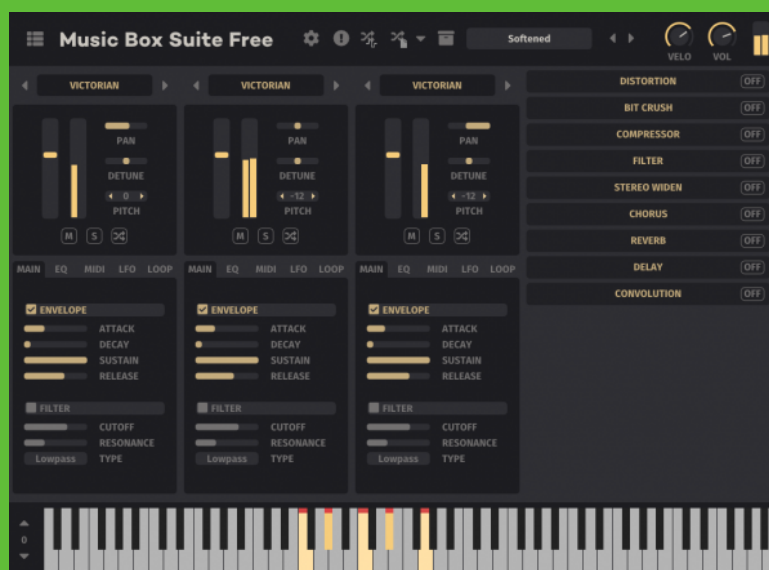 Music Box Suite Free
Softened
VELO VOL
VICTORIAN VICTORIAN VICTORIAN
PAN PAN PAN
DETUNE DETUNE DETUNE
0 -12 -12
PITCH PITCH PITCH
M S M S M S
MAIN EQ MIDI LFO LOOP MAIN EQ MIDI LFO LOOP MAIN EQ MIDI LFO LOOP
ENVELOPE ENVELOPE ENVELOPE
ATTACK ATTACK ATTACK
DECAY DECAY DECAY
SUSTAIN SUSTAIN SUSTAIN
RELEASE RELEASE RELEASE
FILTER FILTER FILTER
CUTOFF CUTOFF CUTOFF
RESONANCE RESONANCE RESONANCE
Lowpass TYPE Lowpass TYPE Lowpass TYPE
DISTORTION OFF
BIT CRUSH OFF
COMPRESSOR OFF
FILTER OFF
STEREO WIDEN OFF
CHORUS OFF
REVERB OFF
DELAY OFF
CONVOLUTION OFF
0